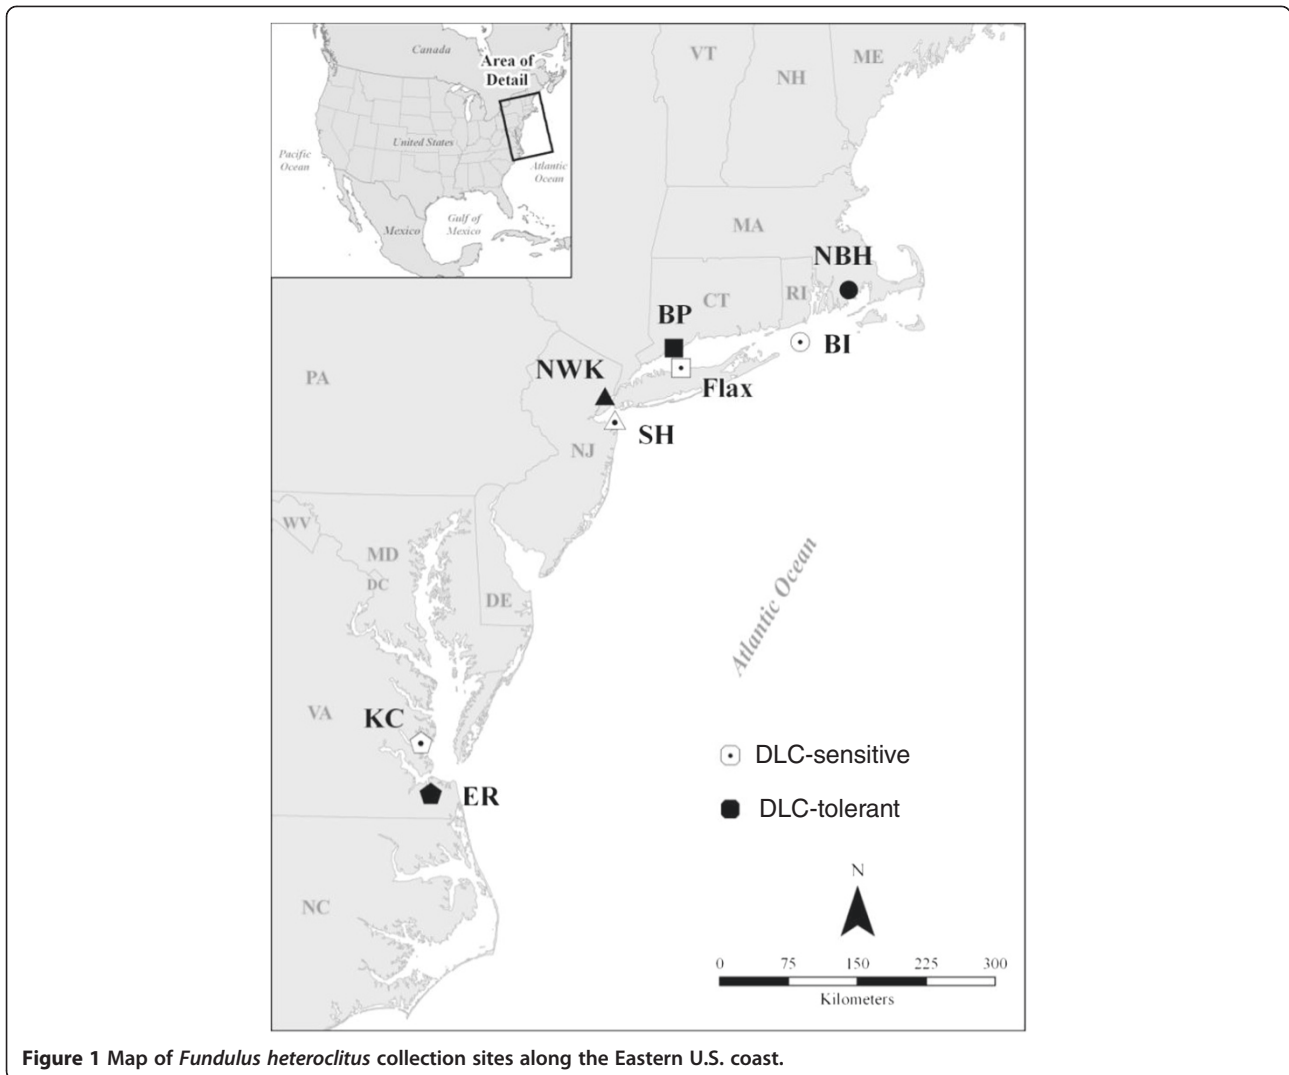 Canada
Area of
Detail
United States
Pacific
Ocean
Atlantic
Ocean
Gulf of
Mexico
Mexico
VT
NH
ME
MA
NBH
CT
RI
BP
BI
NWK
Flax
PA
SH
NJ
WV
MD
DC
DE
Atlantic Ocean
VA
KC
DLC-sensitive
ER
DLC-tolerant
N
NC
0 75 150 225 300
Kilometers
Figure 1 Map of Fundulus heteroclitus collection sites along the Eastern U.S. coast.